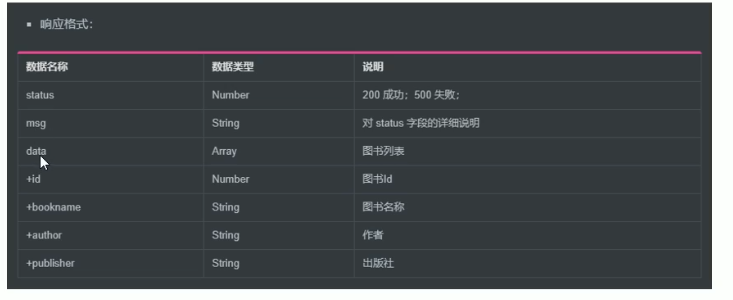 响应格式：
数据名称 数据类型 说明
status Number 200 成功；500 失败；
msg String 对 status 字段的详细说明
data Array 图书列表
+id Number 图书Id
+bookname String 图书名称
+author String 作者
+publisher String 出版社